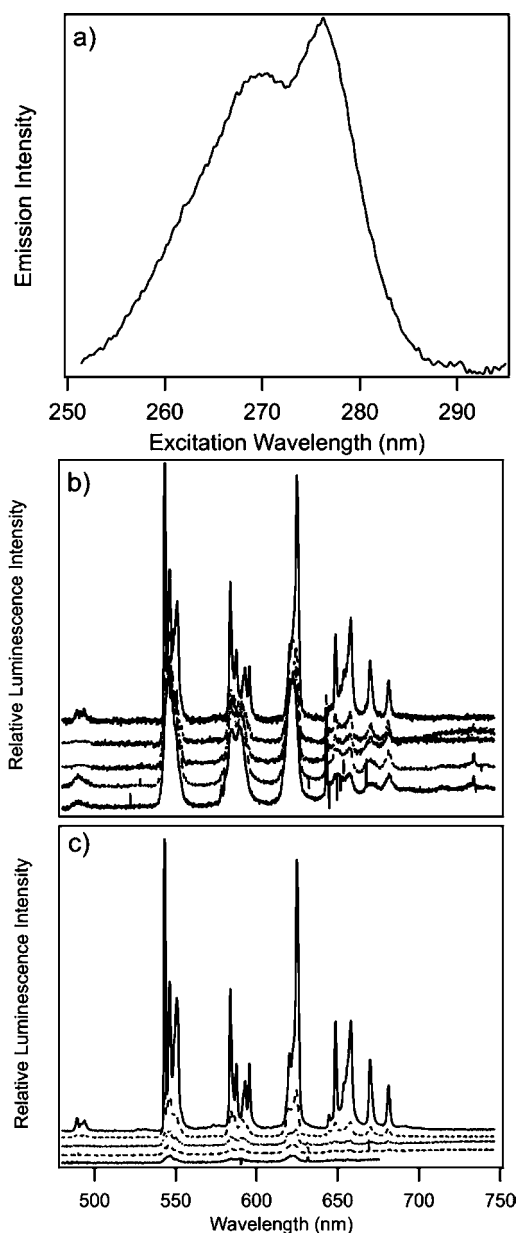 a)
Emission Intensity
250 260 270 280 290
Excitation Wavelength (nm)
b)
Relative Luminescence Intensity
c)
Relative Luminescence Intensity
500 550 600 650 700 750
Wavelength (nm)